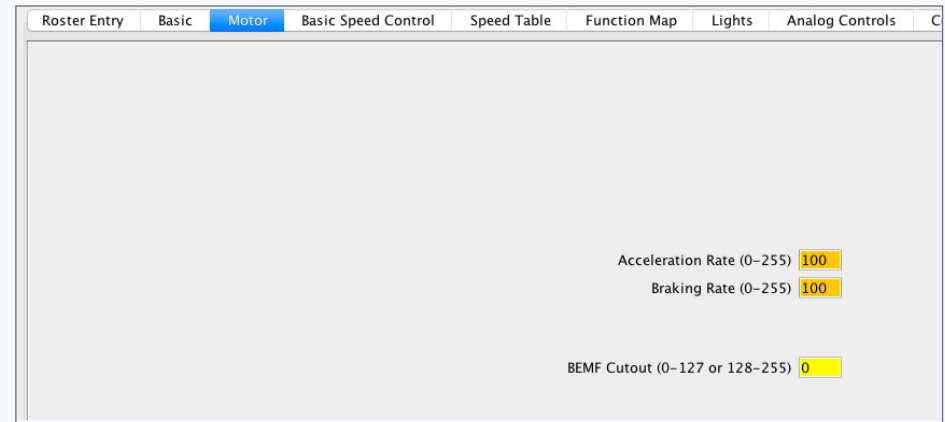 Roster Entry Basic Motor Basic Speed Control Speed Table Function Map Lights Analog Controls C
Acceleration Rate (0-255) 100
Braking Rate (0-255) 100
BEMF Cutout (0-127 or 128-255) 0